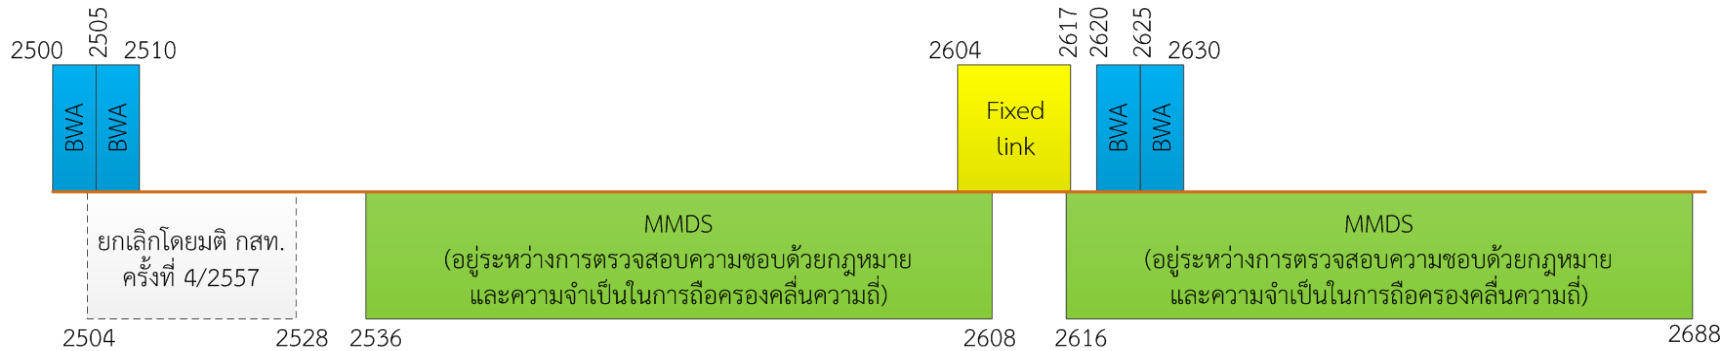 2500
2505
2510
2604
2617
2620
2625
2630
BWA
BWA
Fixed
link
BWA
BWA
ยกเลิกโดยมติ กสท.
ครั้งที่ 4/2557
MMDS
(อยู่ระหว่างการตรวจสอบความชอบด้วยกฎหมาย
และความจำเป็นในการถือครองคลื่นความถี่)
MMDS
(อยู่ระหว่างการตรวจสอบความชอบด้วยกฎหมาย
และความจำเป็นในการถือครองคลื่นความถี่)
2504
2528
2536
2608
2616
2688